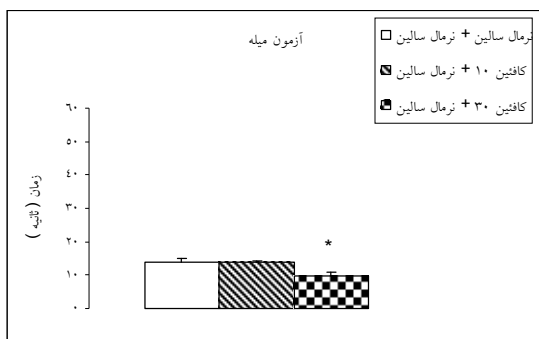 آزمون میله
نرمال سالین + نرمال سالین
کافئین ۱۰ + نرمال سالین
کافئین ۳۰ + نرمال سالین
۶۰
۵۰
۴۰
۳۰
۲۰
۱۰
۰
زمان ( ثانیه )
*